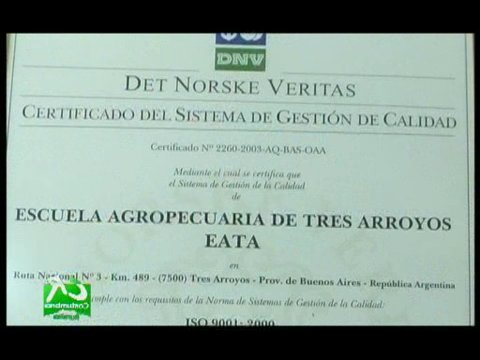 DNV
DET NORSKE VERITAS
CERTIFICADO DEL SISTEMA DE GESTIÓN DE CALIDAD
Certificado Nº 2260-2003-AQ-BAS-OAA
Mediante el cuál se certifica que
el Sistema de Gestión de la Calidad
de
ESCUELA AGROPECUARIA DE TRES ARROYOS
EATA
en
Ruta Nacional Nº 3 - Km. 489 - (7500) Tres Arroyos - Prov. de Buenos Aires - República Argentina
cumple con los requisitos de la Norma de Sistemas de Gestión de la Calidad:
ISO 9001: 2000